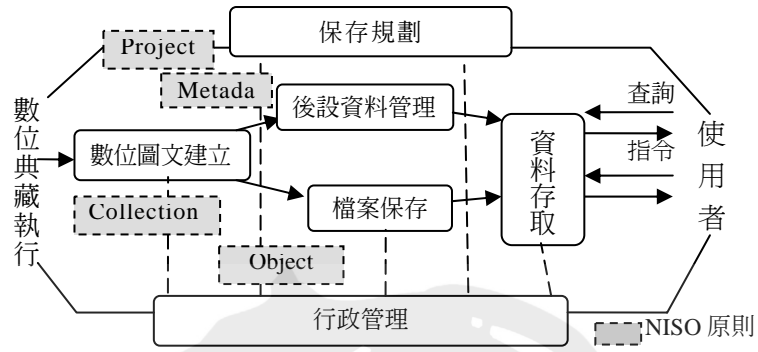 Project
保存規劃
Metada
後設資料管理
查詢
數位典藏執行
數位圖文建立
資料存取
指令
使用者
Collection
檔案保存
Object
行政管理
NISO 原則